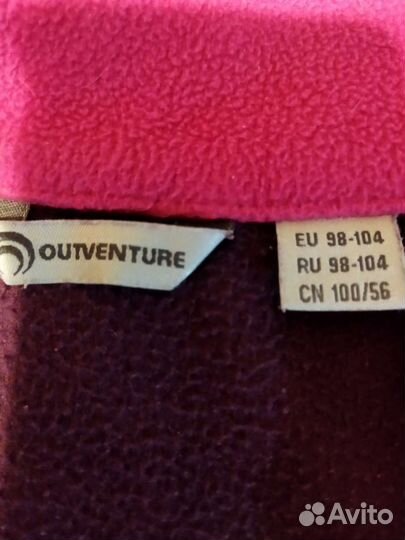 OUTVENTURE
EU 98-104
RU 98-104
CN 100/56
Avito